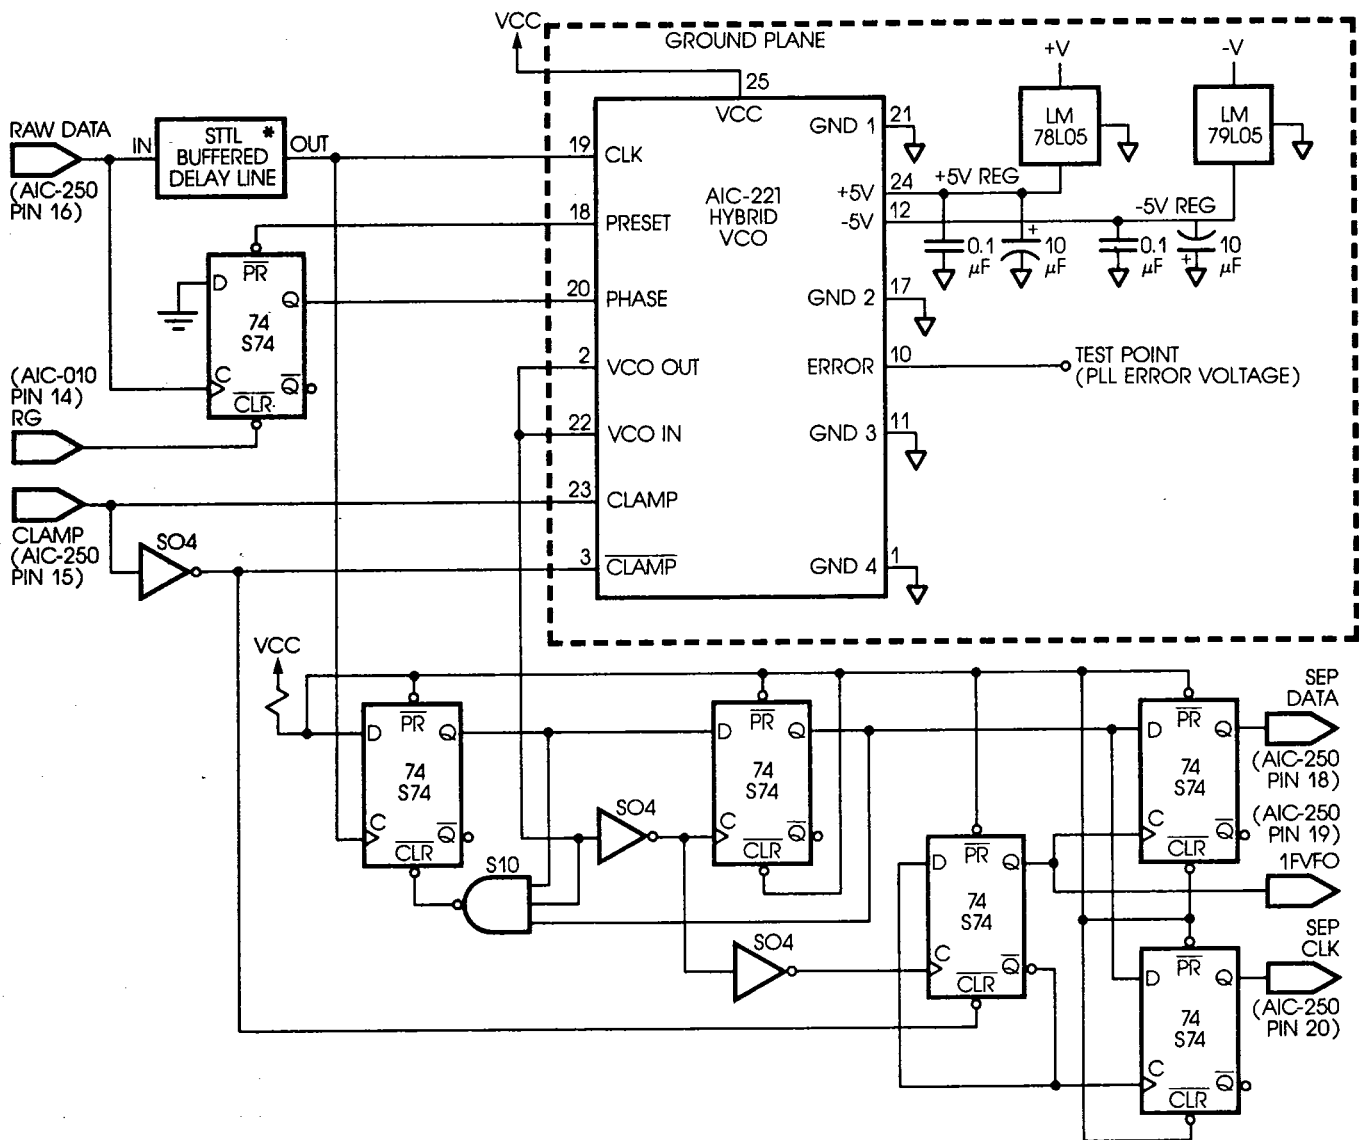 VCC
GROUND PLANE
+V
-V
25
VCC
LM
78L05
LM
79L05
RAW DATA
(AIC-250
PIN 16)
IN
STTL *
BUFFERED
DELAY LINE
OUT
19
CLK
GND 1
21
AIC-221
HYBRID
VCO
+5V
24
+5V REG
-5V
12
-5V REG
18
PRESET
+
0.1
µF
10
µF
0.1
µF
10
µF
+
PR
D
Q
74
S74
C
Q
CLR
20
PHASE
GND 2
17
(AIC-010
PIN 14)
RG
2
VCO OUT
ERROR
10
TEST POINT
(PLL ERROR VOLTAGE)
22
VCO IN
GND 3
11
23
CLAMP
CLAMP
(AIC-250
PIN 15)
SO4
3
CLAMP
GND 4
1
VCC
PR
D
Q
74
S74
C
Q
CLR
PR
D
Q
74
S74
C
Q
CLR
SO4
S10
SO4
PR
D
Q
74
S74
C
Q
CLR
PR
D
Q
74
S74
C
Q
CLR
SEP
DATA
(AIC-250
PIN 18)
(AIC-250
PIN 19)
1FVFO
SEP
CLK
(AIC-250
PIN 20)
PR
D
Q
74
S74
C
Q
CLR